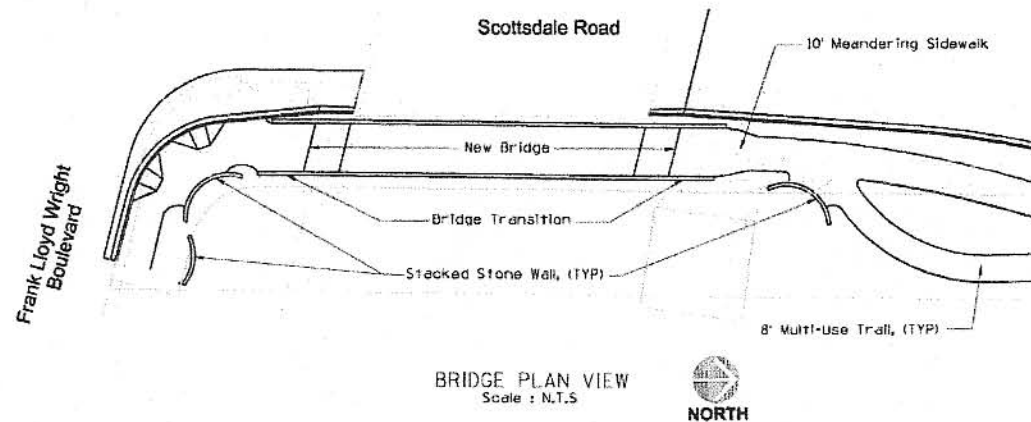 Scottsdale Road
10' Meandering Sidewalk
New Bridge
Bridge Transition
Frank Lloyd Wright
Boulevard
Stacked Stone Wall, (TYP)
8' Multi-Use Trail, (TYP)
BRIDGE PLAN VIEW
Scale : N.T.S
NORTH